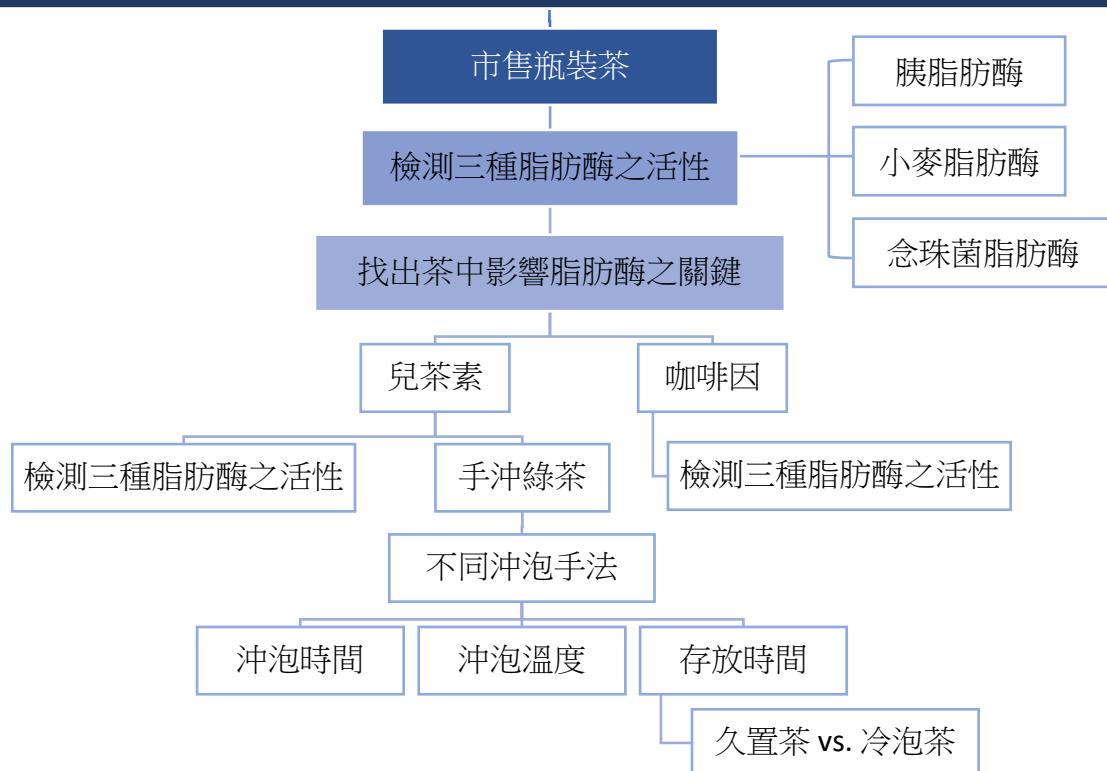 市售瓶裝茶
檢測三種脂肪酶之活性
胰脂肪酶
小麥脂肪酶
念珠菌脂肪酶
找出茶中影響脂肪酶之關鍵
兒茶素
咖啡因
檢測三種脂肪酶之活性
手沖綠茶
檢測三種脂肪酶之活性
不同沖泡手法
沖泡時間
沖泡溫度
存放時間
久置茶 vs. 冷泡茶